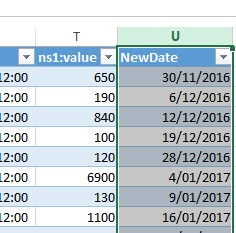 T U
ns1:value NewDate
12:00 650 30/11/2016
12:00 190 6/12/2016
12:00 840 12/12/2016
12:00 100 19/12/2016
12:00 120 28/12/2016
12:00 6900 4/01/2017
12:00 130 9/01/2017
12:00 1100 16/01/2017